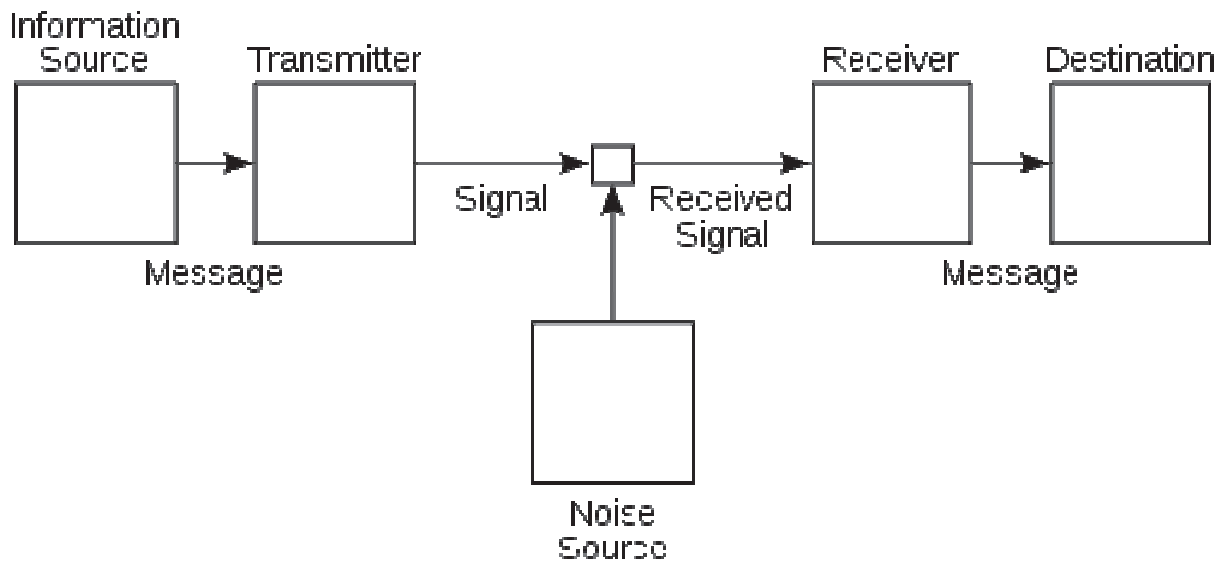 Information
Source
Transmitter
Receiver
Destination
Signal
Received
Signal
Message
Message
Noise
Source